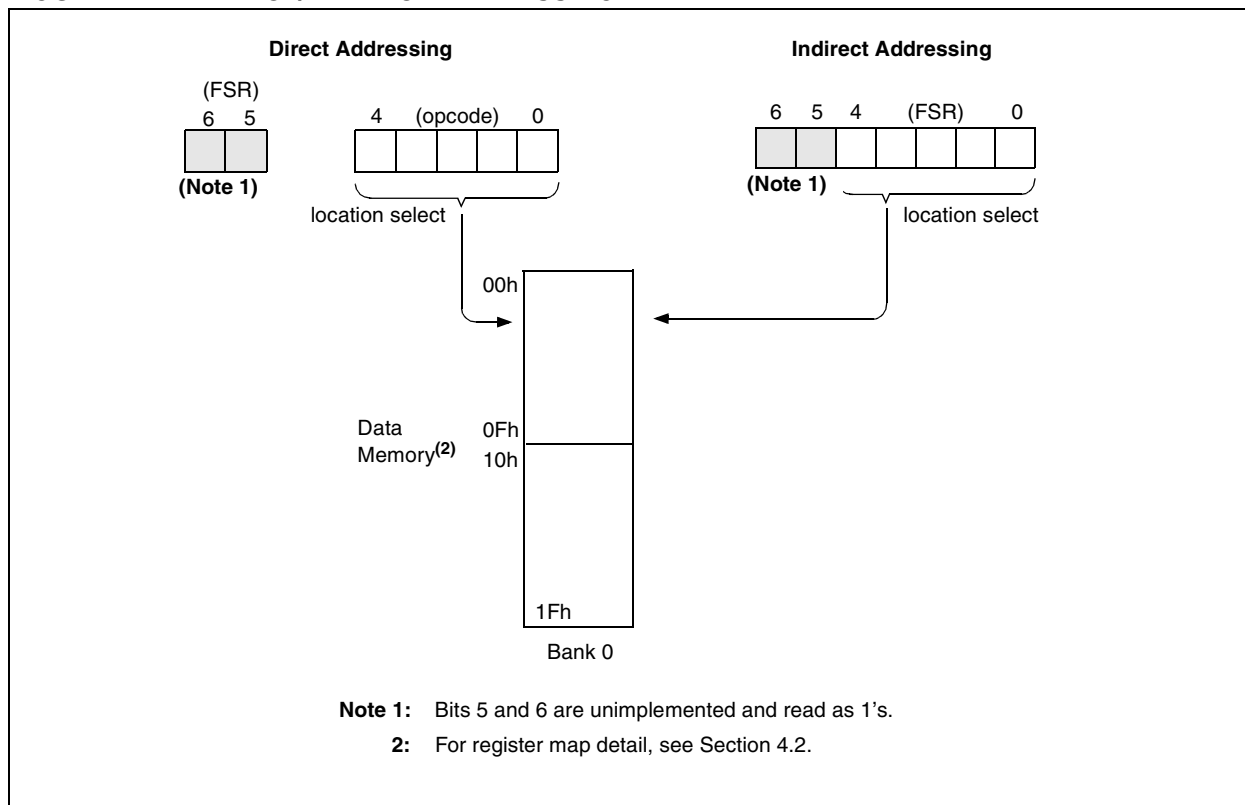 Direct Addressing
Indirect Addressing
(FSR)
6 5
4 (opcode) 0
6 5 4 (FSR) 0
(Note 1)
(Note 1)
location select
location select
00h
Data
Memory(2)
0Fh
10h
1Fh
Bank 0
Note 1: Bits 5 and 6 are unimplemented and read as 1's.
2: For register map detail, see Section 4.2.